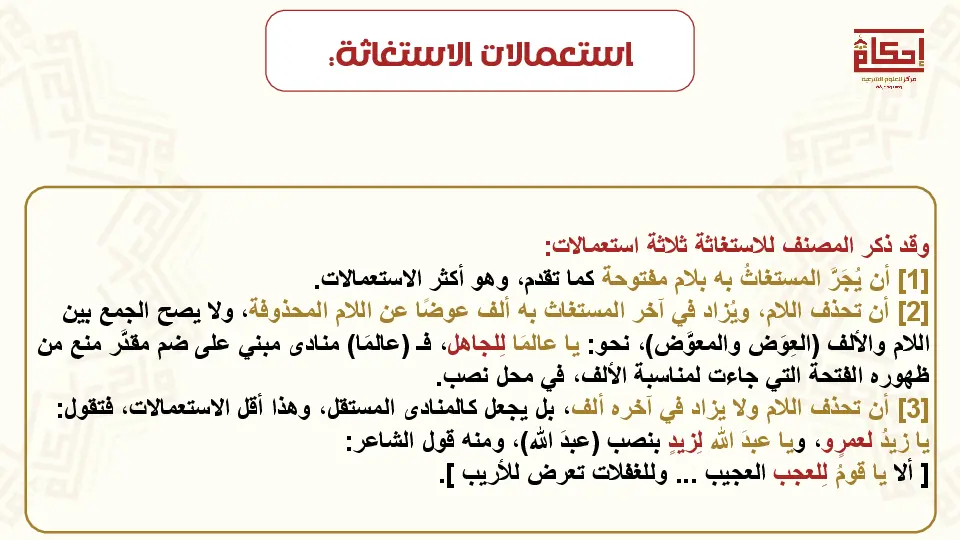 استعمالات الاستغاثة:
إحكام
مركز للعلوم الشرعية
وقد ذكر المصنف للاستغاثة ثلاثة استعمالات:
[1] أن يُجَرَّ المستغاثُ به بلام مفتوحة كما تقدم، وهو أكثر الاستعمالات.
[2] أن تحذف اللام، ويُزاد في آخر المستغاث به ألف عوضًا عن اللام المحذوفة، ولا يصح الجمع بين
اللام والألف (العِوَض والمعوَّض)، نحو: يا عالمَا لِلجاهل، فـ (عالمَا) منادى مبني على ضم مقدَّر منع من
ظهوره الفتحة التي جاءت لمناسبة الألف، في محل نصب.
[3] أن تحذف اللام ولا يزاد في آخره ألف، بل يجعل كالمنادى المستقل، وهذا أقل الاستعمالات، فتقول:
يا زيدُ لعمرٍو، ويا عبدَ الله لِزيدٍ بنصب (عبدَ الله)، ومنه قول الشاعر:
[ ألا يا قومُ لِلعجب العجيب ... وللغفلات تعرض للأريب ].